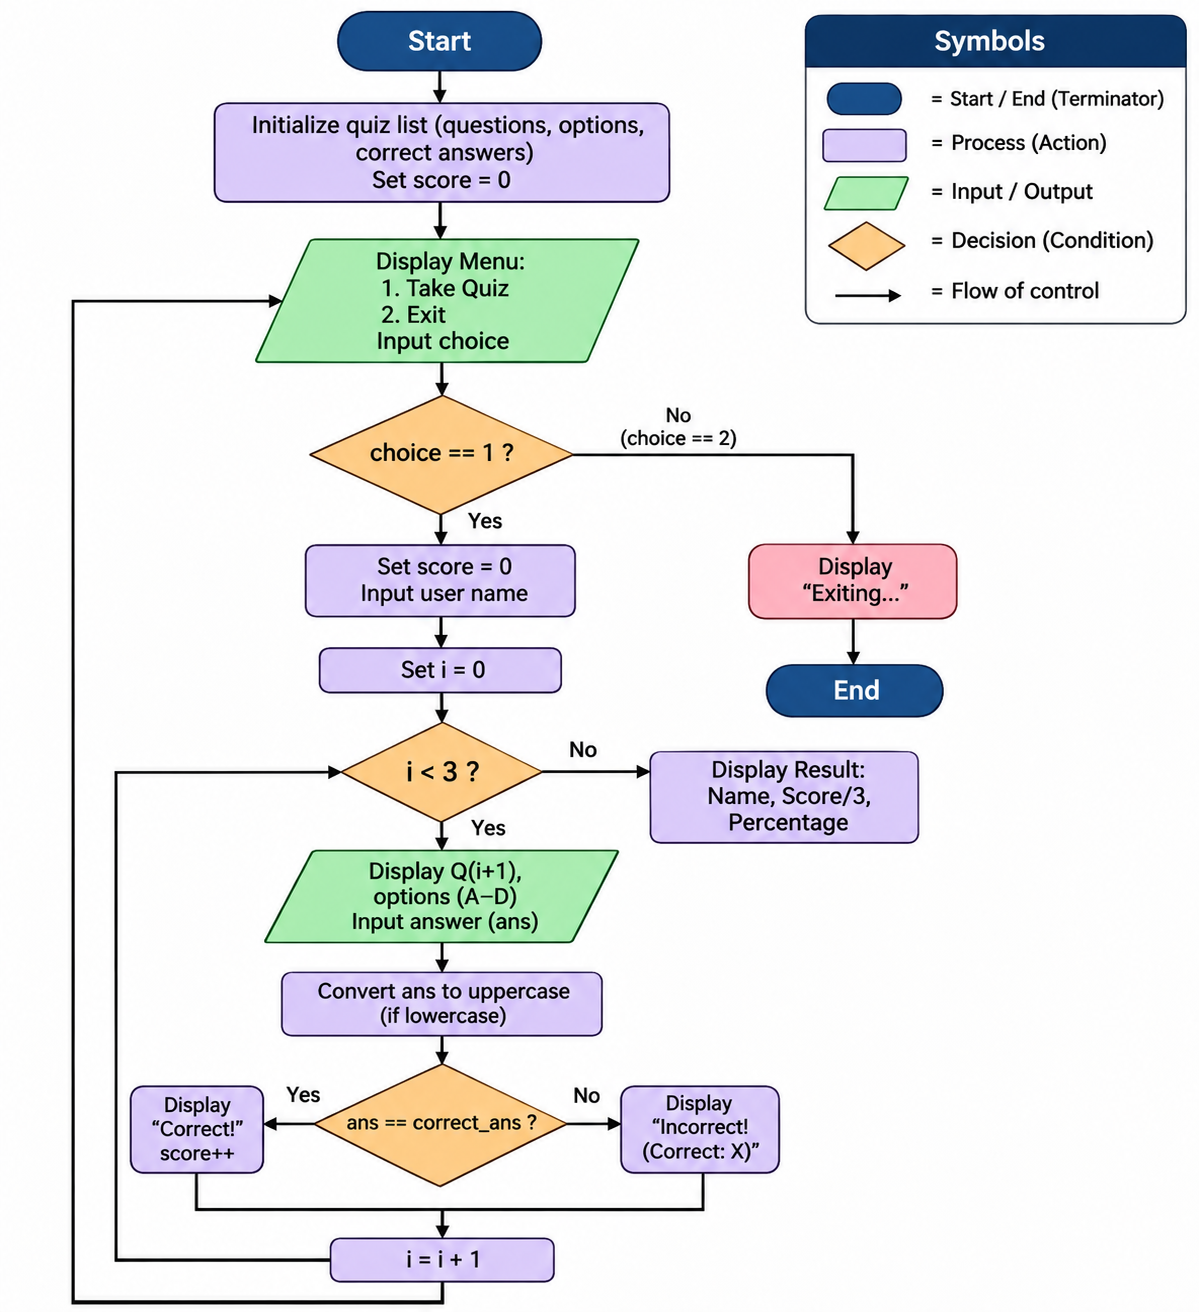 Start
Initialize quiz list (questions, options,
correct answers)
Set score = 0
Display Menu:
1. Take Quiz
2. Exit
Input choice
choice == 1 ?
No
(choice == 2)
Yes
Set score = 0
Input user name
Display
“Exiting...”
Set i = 0
End
i < 3 ?
No
Display Result:
Name, Score/3,
Percentage
Yes
Display Q(i+1),
options (A–D)
Input answer (ans)
Convert ans to uppercase
(if lowercase)
ans == correct_ans ?
Yes
Display
“Correct!”
score++
No
Display
“Incorrect!
(Correct: X)”
i = i + 1
Symbols
= Start / End (Terminator)
= Process (Action)
= Input / Output
= Decision (Condition)
= Flow of control